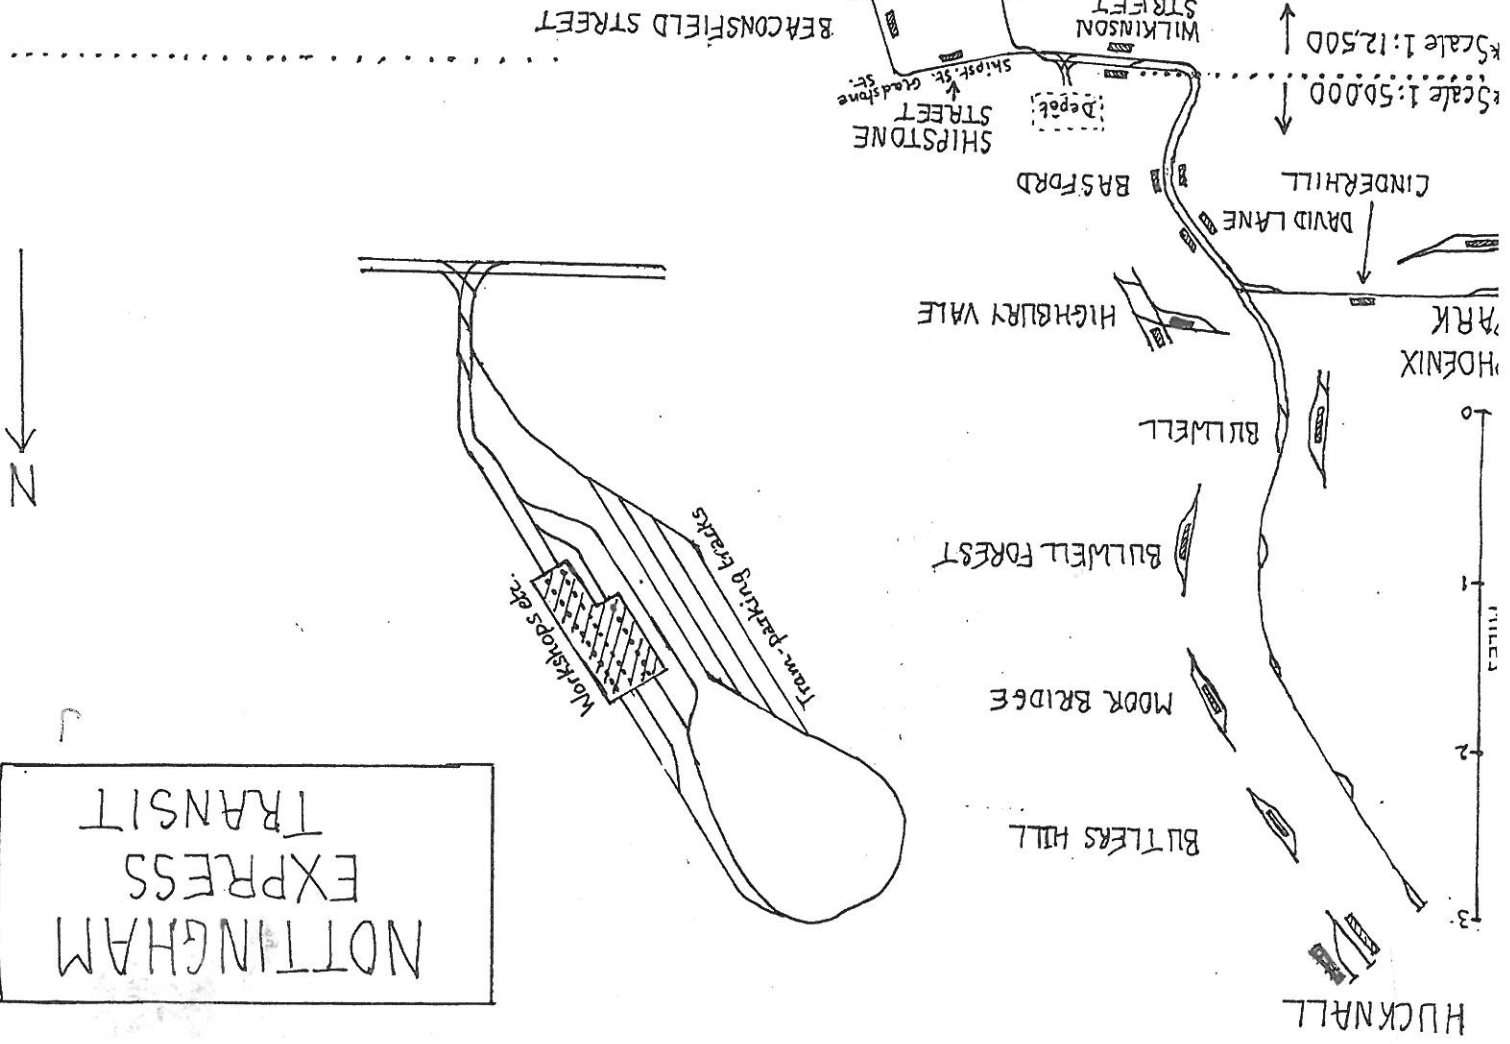 HUCKNALL
NOTTINGHAM
EXPRESS
TRANSIT
3
BUTLERS HILL
2
MOOR BRIDGE
Workshops etc.
Tram-parking tracks
1
BULWELL FOREST
N
BULWELL
0
PHOENIX
PARK
HIGHBURY VALE
DAVID LANE
CINDERHILL
BASFORD
SHIPSTONE
STREET
Depôt
Scale 1:50,000
Gladstone
St.
Shipst. St.
Scale 1:12,500
WILKINSON
STREET
BEACONSFIELD STREET